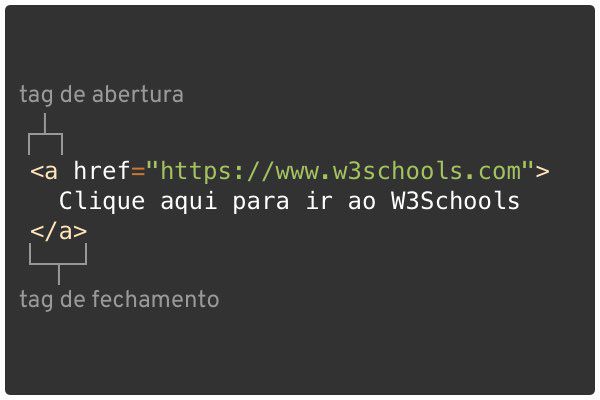 tag de abertura
<a href="https://www.w3schools.com">
Clique aqui para ir ao W3Schools
</a>
tag de fechamento